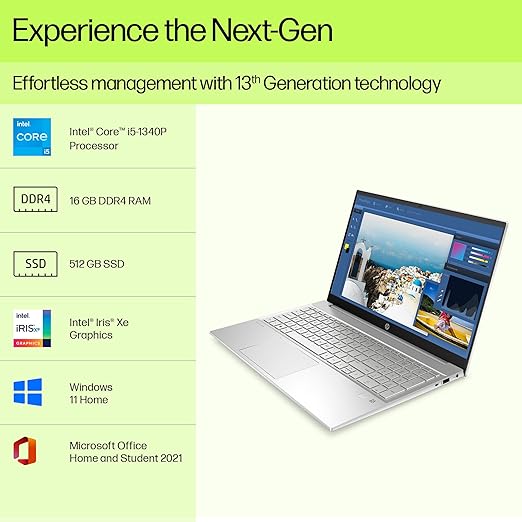 Experience the Next-Gen
Effortless management with 13th Generation technology
intel.
CORE
i5
Intel® Core™ i5-1340P
Processor
DDR4
16 GB DDR4 RAM
SSD
512 GB SSD
intel.
iRIS Xe
GRAPHICS
Intel® Iris® Xe
Graphics
Windows
11 Home
Microsoft Office
Home and Student 2021
hp